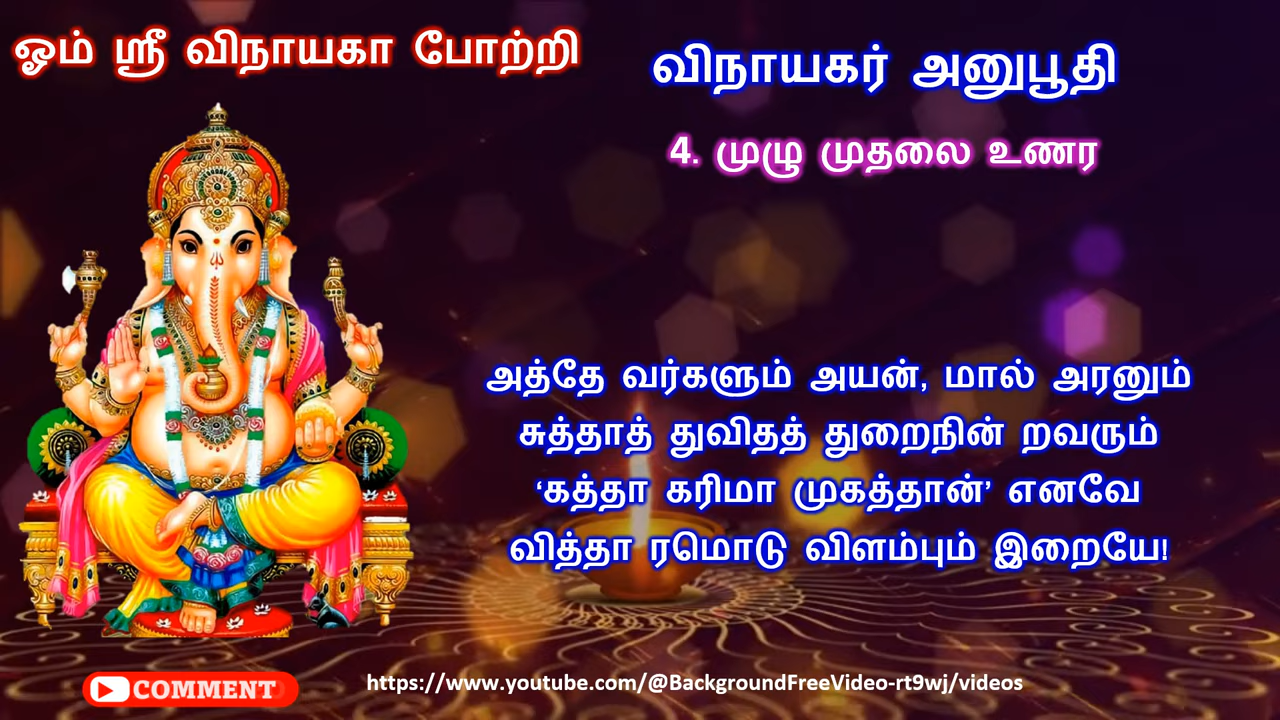 ஓம் ஸ்ரீ விநாயகா போற்றி
விநாயகர் அனுபூதி
4. முழு முதலை உணர
அத்தே வர்களும் அயன், மால் அரனும்
சுத்தாத் துவிதத் துறைநின் றவரும்
‘கத்தா கரிமா முகத்தான்’ எனவே
வித்தா ரமொடு விளம்பும் இறையே!
COMMENT
https://www.youtube.com/@BackgroundFreeVideo-rt9wj/videos